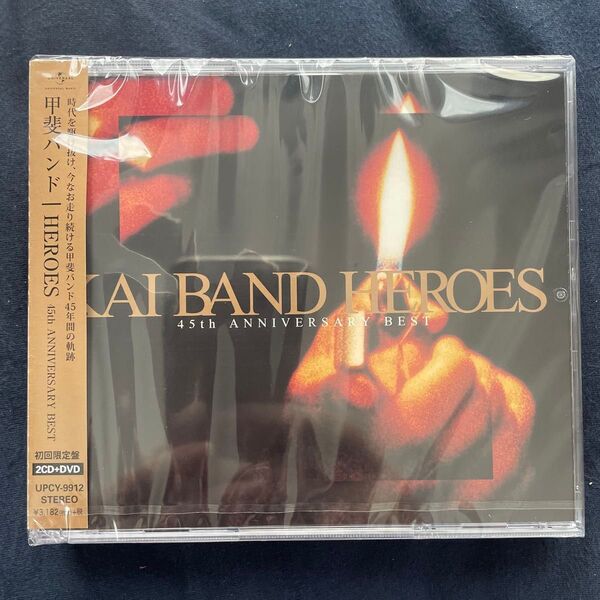 UNIVERSAL MUSIC
時代を駆け抜け、今なお走り続ける甲斐バンド45年間の軌跡
甲斐バンド | HEROES 45th ANNIVERSARY BEST
初回限定盤
2CD+DVD
UPCY-9912
STEREO
KAI BAND HEROES
45th ANNIVERSARY BEST